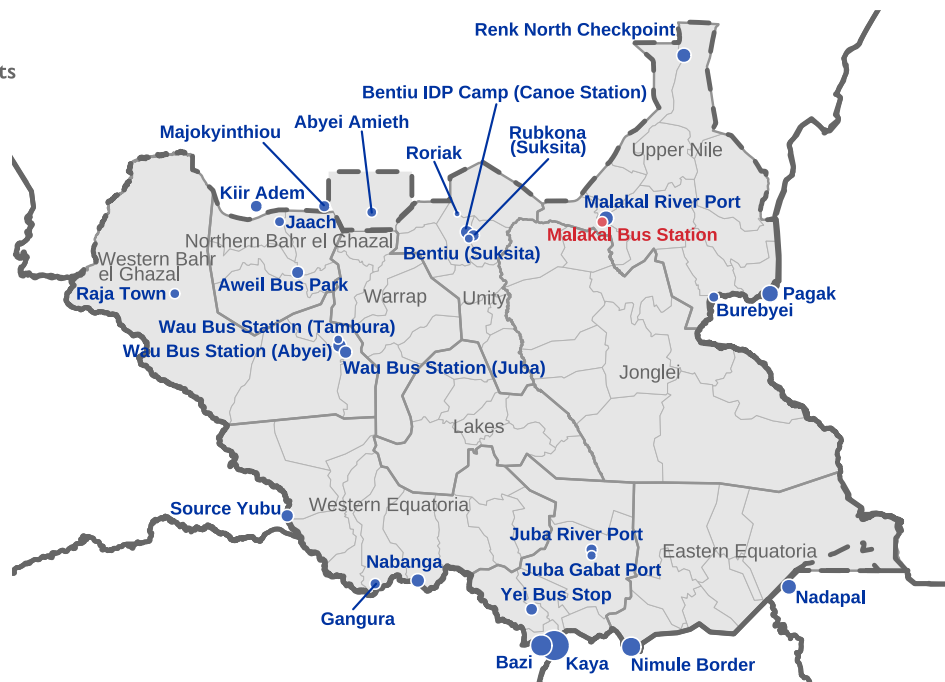 Renk North Checkpoint
ts
Bentiu IDP Camp (Canoe Station)
Abyei Amieth
Majokyinthiou
Rubkona
(Suksita)
Roriak
Upper Nile
Kiir Adem
Malakal River Port
Jaach
Malakal Bus Station
Northern Bahr el Ghazal
Bentiu (Suksita)
Western Bahr
el Ghazal
Aweil Bus Park
Raja Town
Warrap
Unity
Pagak
Burebyei
Wau Bus Station (Tambura)
Wau Bus Station (Abyei)
Wau Bus Station (Juba)
Jonglei
Lakes
Western Equatoria
Source Yubu
Juba River Port
Eastern Equatoria
Juba Gabat Port
Nabanga
Yei Bus Stop
Nadapal
Gangura
Bazi
Kaya
Nimule Border